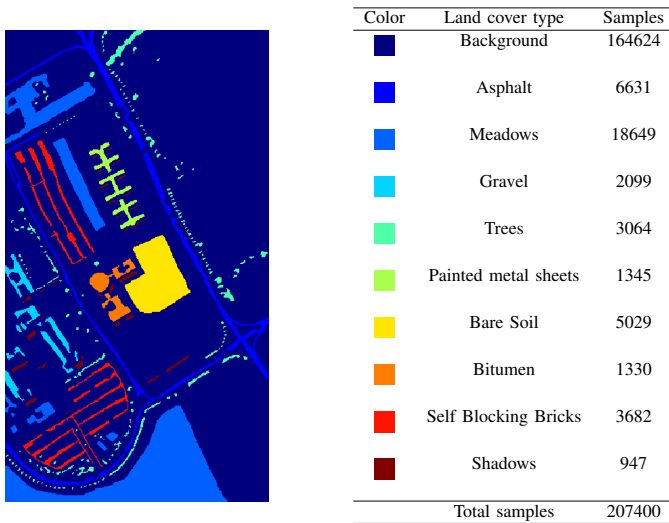 Color Land cover type Samples
Background 164624
Asphalt 6631
Meadows 18649
Gravel 2099
Trees 3064
Painted metal sheets 1345
Bare Soil 5029
Bitumen 1330
Self Blocking Bricks 3682
Shadows 947
Total samples 207400